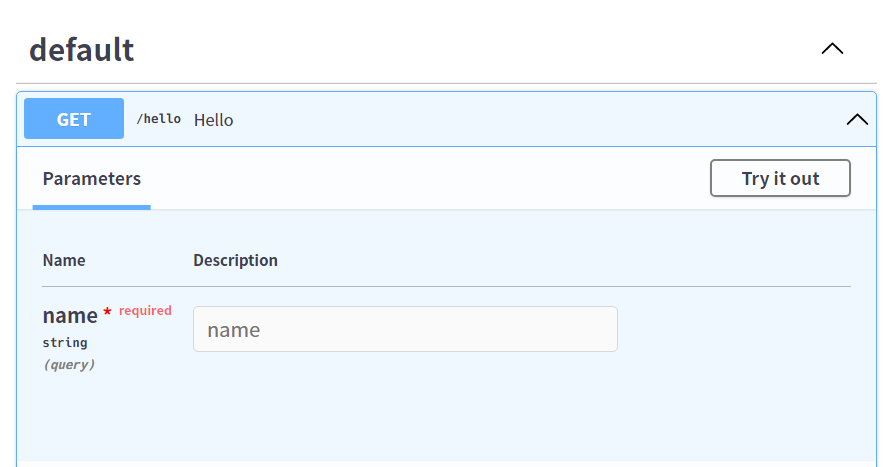 default
GET /hello Hello
Parameters Try it out
Name Description
name * required name
string
(query)